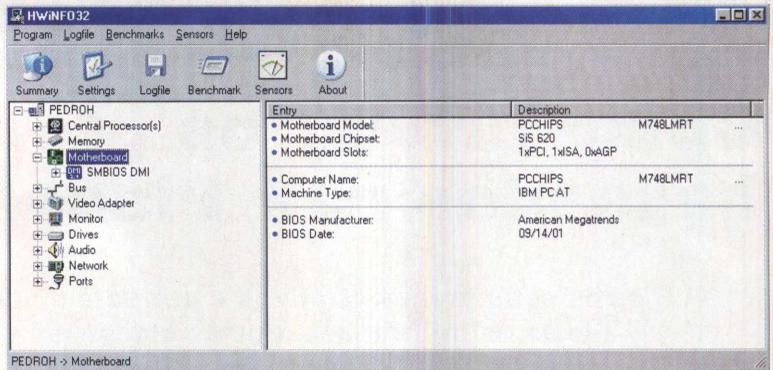 HWiNFO32
Program Logfile Benchmarks Sensors Help
Summary Settings Logfile Benchmark Sensors About
PEDROH
Central Processor(s)
Memory
Motherboard
SMBIOS DMI
Bus
Video Adapter
Monitor
Drives
Audio
Network
Ports
Entry Description
Motherboard Model: PCCHIPS M748LMRT ...
Motherboard Chipset: SiS 620
Motherboard Slots: 1xPCI, 1xISA, 0xAGP
Computer Name: PCCHIPS M748LMRT ...
Machine Type: IBM PC AT
BIOS Manufacturer: American Megatrends
BIOS Date: 09/14/01
PEDROH -> Motherboard